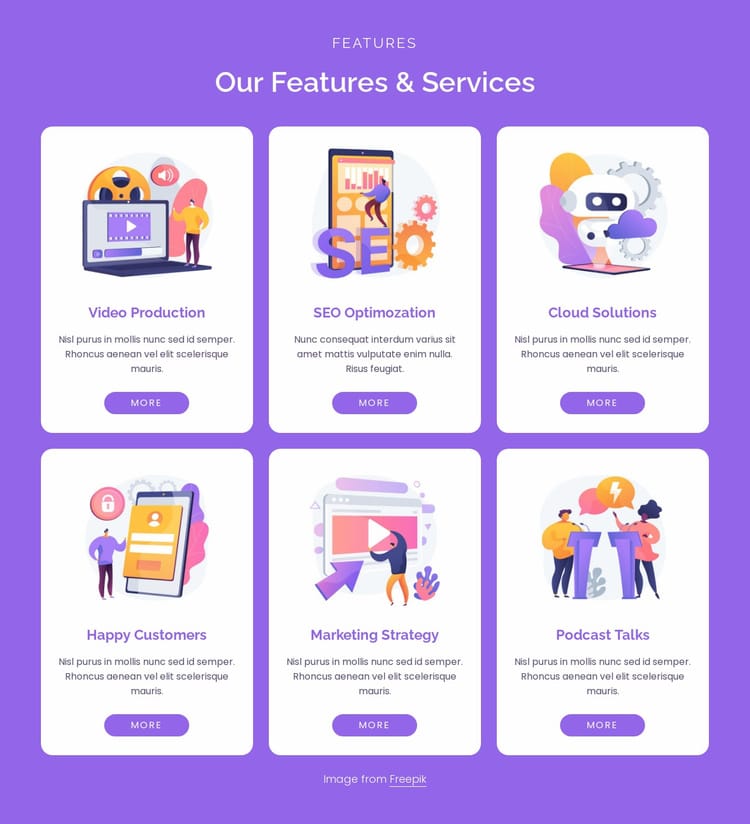 FEATURES
Our Features & Services
Video Production
Nisl purus in mollis nunc sed id semper.
Rhoncus aenean vel elit scelerisque
mauris.
MORE
SEO
SEO Optimozation
Nunc consequat interdum varius sit
amet mattis vulputate enim nulla.
Risus feugiat.
MORE
Cloud Solutions
Nisl purus in mollis nunc sed id semper.
Rhoncus aenean vel elit scelerisque
mauris.
MORE
Happy Customers
Nisl purus in mollis nunc sed id semper.
Rhoncus aenean vel elit scelerisque
mauris.
MORE
Marketing Strategy
Nisl purus in mollis nunc sed id semper.
Rhoncus aenean vel elit scelerisque
mauris.
MORE
Podcast Talks
Nisl purus in mollis nunc sed id semper.
Rhoncus aenean vel elit scelerisque
mauris.
MORE
Image from Freepik